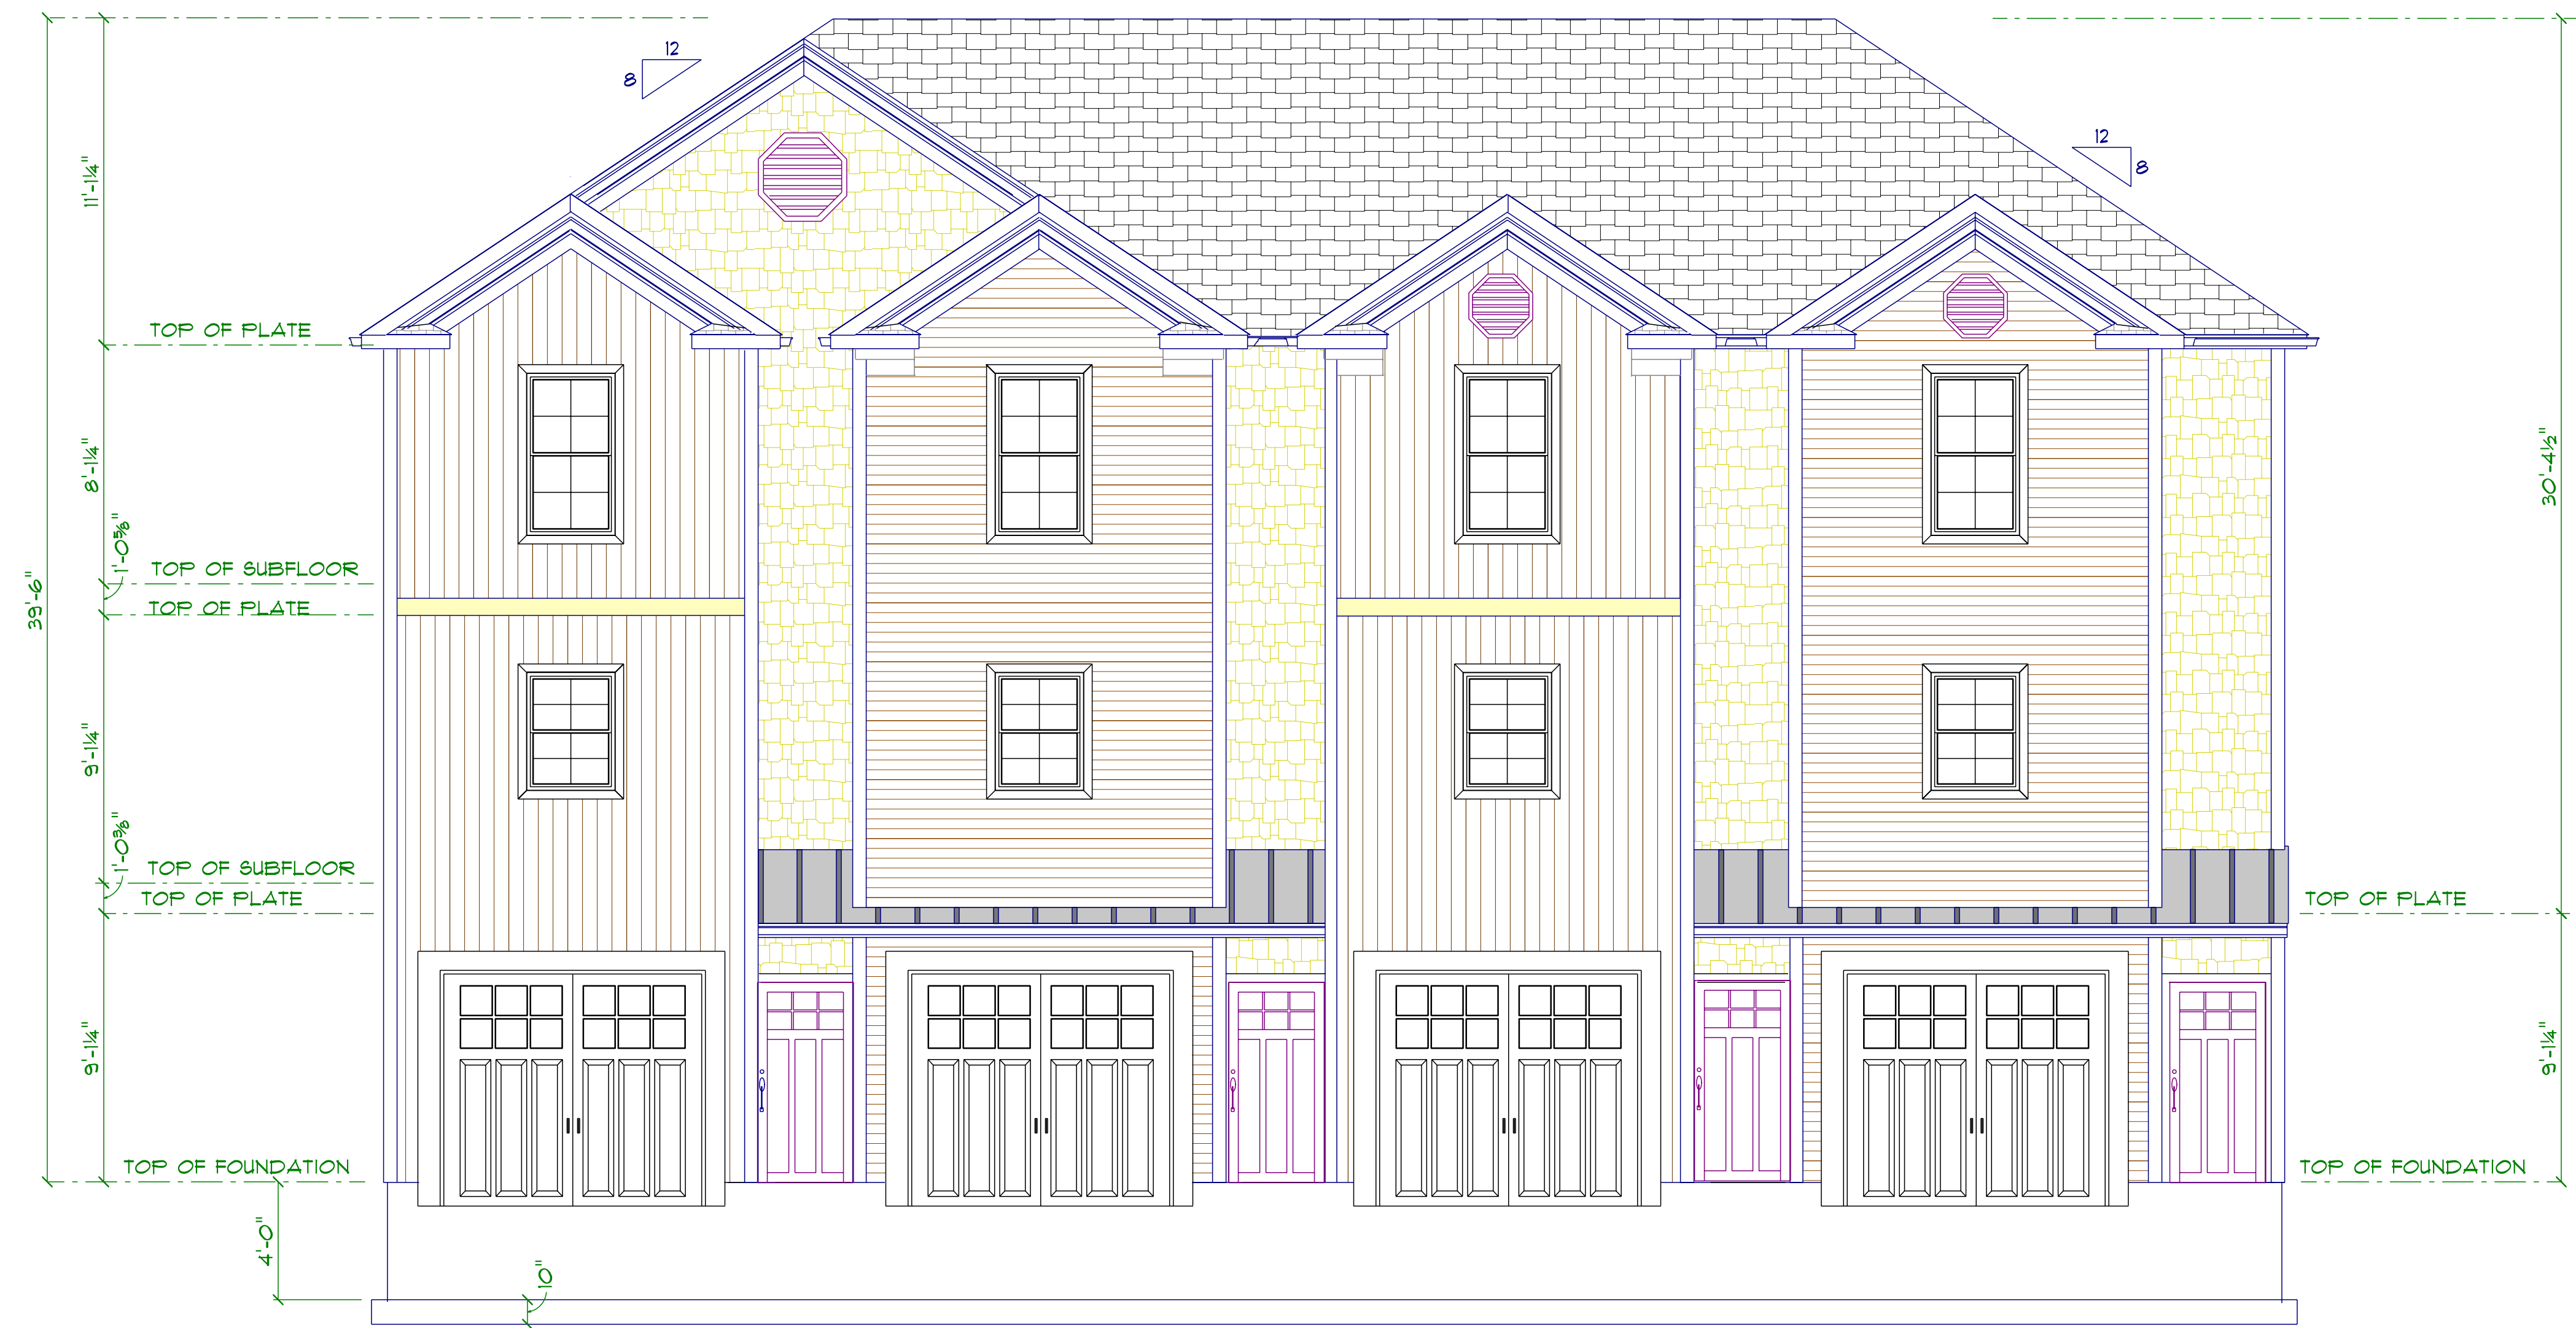 12
8
12
8
11'-1¼"
TOP OF PLATE
8'-1¼"
30'-4½"
1'-0⅝"
TOP OF SUBFLOOR
39'-6"
TOP OF PLATE
9'-1¼"
1'-0⅜"
TOP OF SUBFLOOR
TOP OF PLATE
TOP OF PLATE
9'-1¼"
9'-1¼"
TOP OF FOUNDATION
TOP OF FOUNDATION
4'-0"
10"